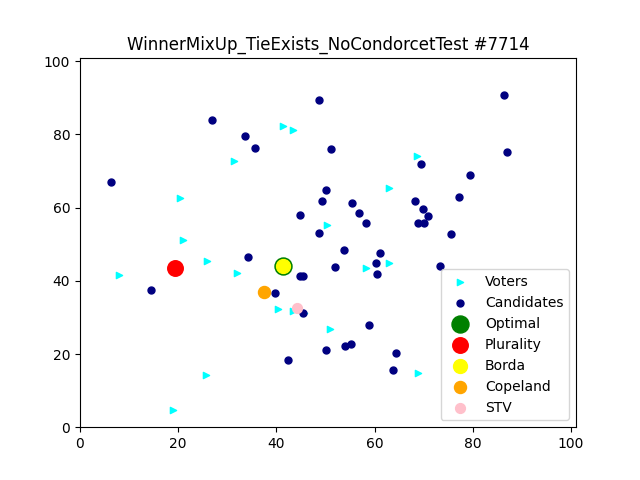 WinnerMixUp_TieExists_NoCondorcetTest #7714
100
80
60
40
20
0
0 20 40 60 80 100
Voters
Candidates
Optimal
Plurality
Borda
Copeland
STV